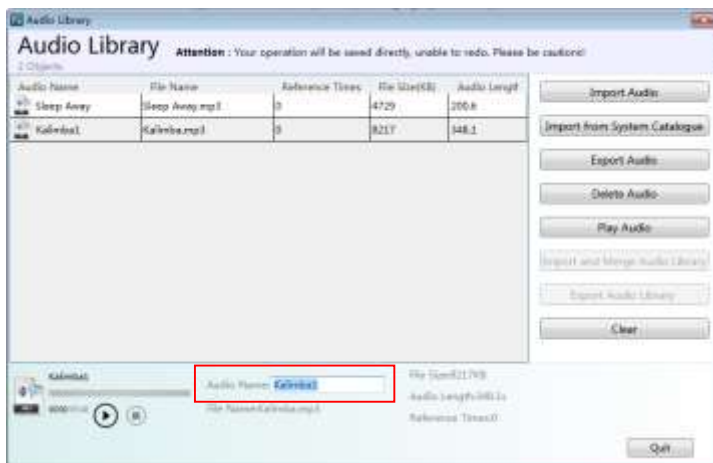 Audio Library
Audio Library Attention : Your operation will be saved directly, unable to redo. Please be cautions!
2 Objects
Audio Name File Name Reference Times File Size(KB) Audio Lengt
Sleep Away Sleep Away.mp3 0 4729 200.6
Kalimba1 Kalimba.mp3 0 8217 348.1
Import Audio
Import from System Catalogue
Export Audio
Delete Audio
Play Audio
Import and Merge Audio Library
Export Audio Library
Clear
Kalimba1
Audio Name: Kalimba1
File Name:Kalimba.mp3
File Size:8217KB
Audio Length:348.1s
Reference Times:0
Quit